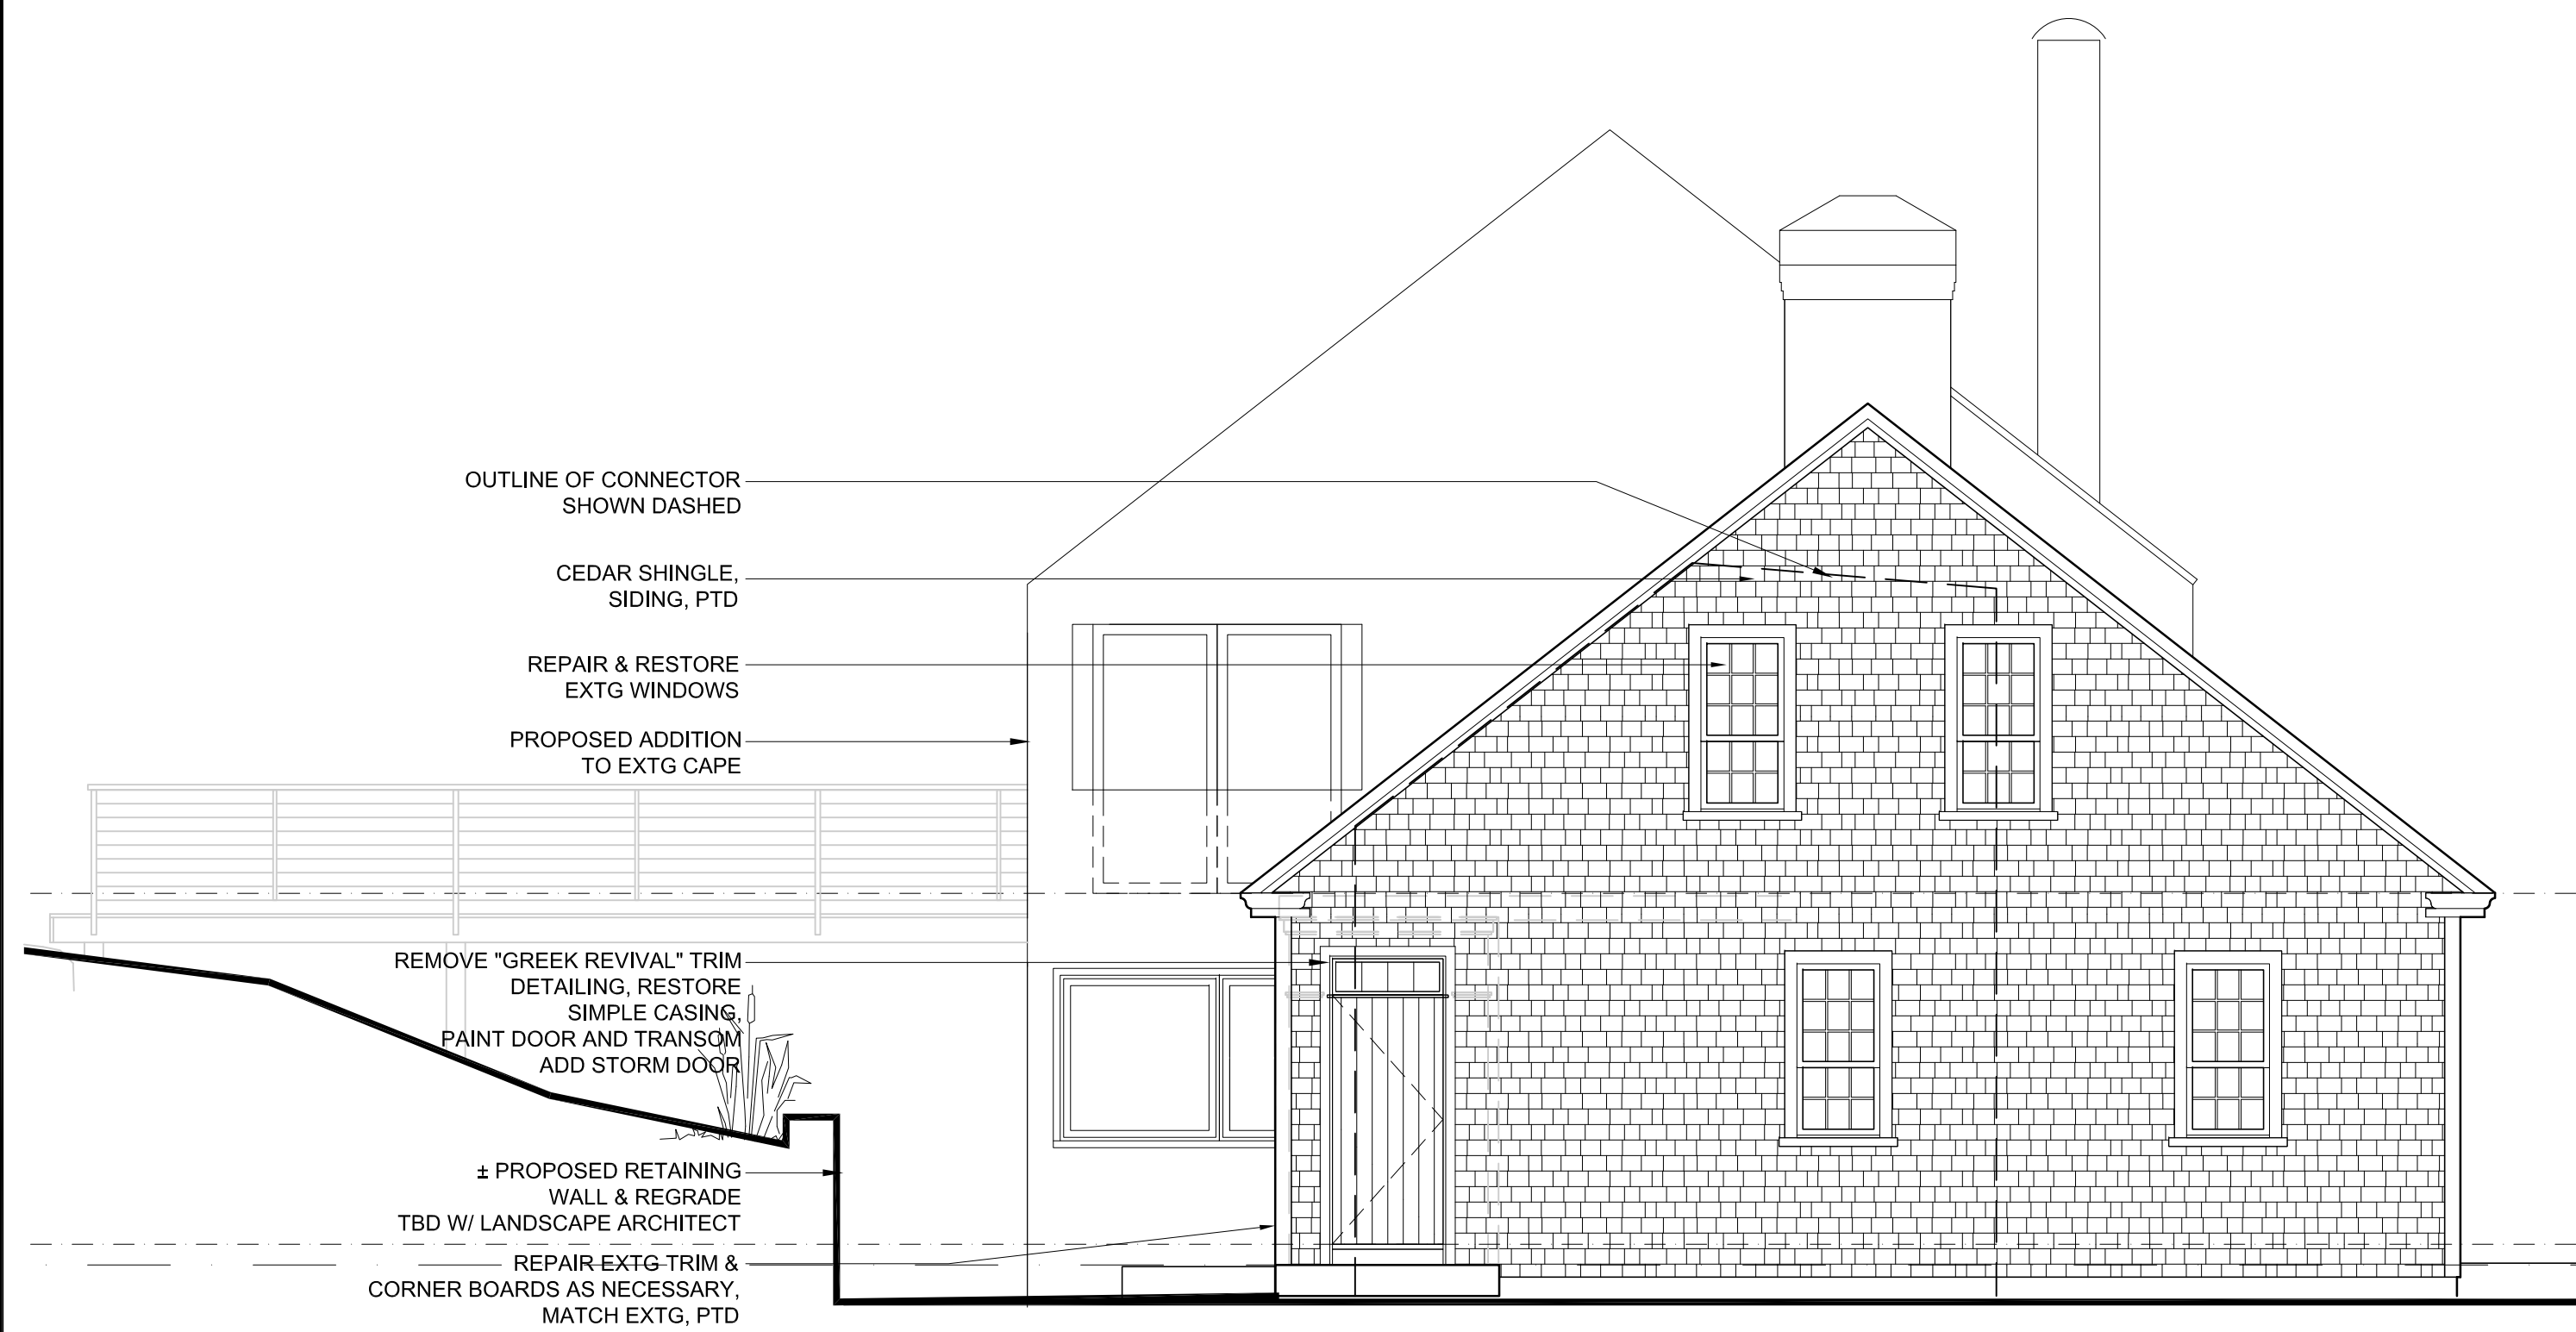 OUTLINE OF CONNECTOR
SHOWN DASHED
CEDAR SHINGLE,
SIDING, PTD
REPAIR & RESTORE
EXTG WINDOWS
PROPOSED ADDITION
TO EXTG CAPE
REMOVE "GREEK REVIVAL" TRIM
DETAILING, RESTORE
SIMPLE CASING,
PAINT DOOR AND TRANSOM
ADD STORM DOOR
± PROPOSED RETAINING
WALL & REGRADE
TBD W/ LANDSCAPE ARCHITECT
REPAIR EXTG TRIM &
CORNER BOARDS AS NECESSARY,
MATCH EXTG, PTD